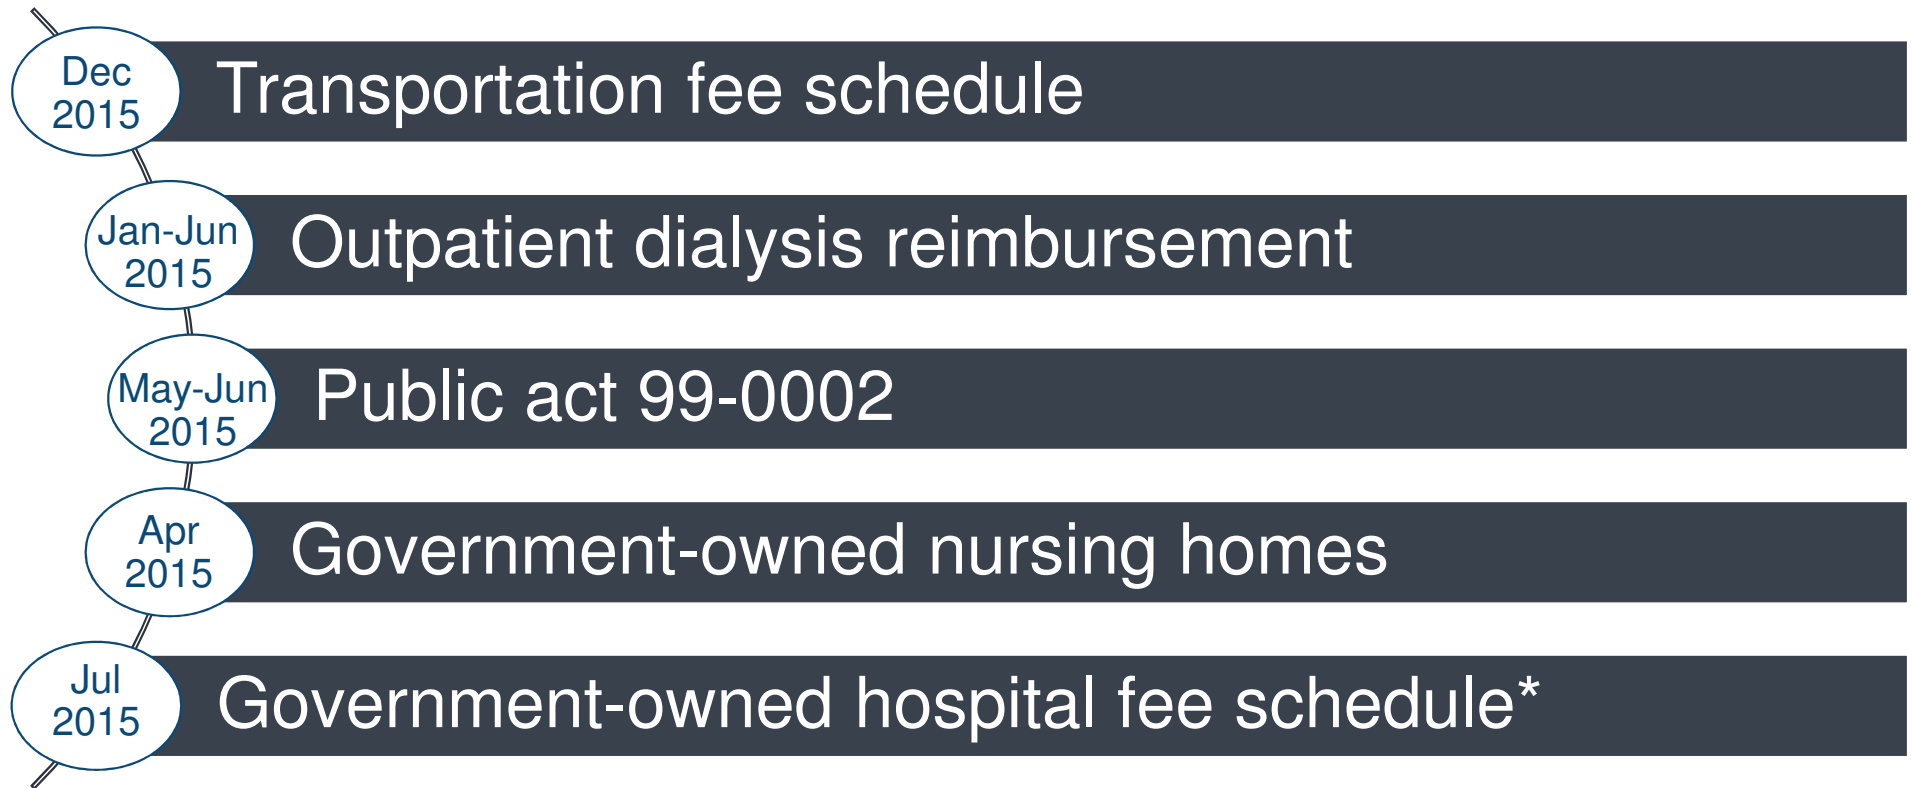 Dec
2015
Transportation fee schedule
Jan-Jun
2015
Outpatient dialysis reimbursement
May-Jun
2015
Public act 99-0002
Apr
2015
Government-owned nursing homes
Jul
2015
Government-owned hospital fee schedule*